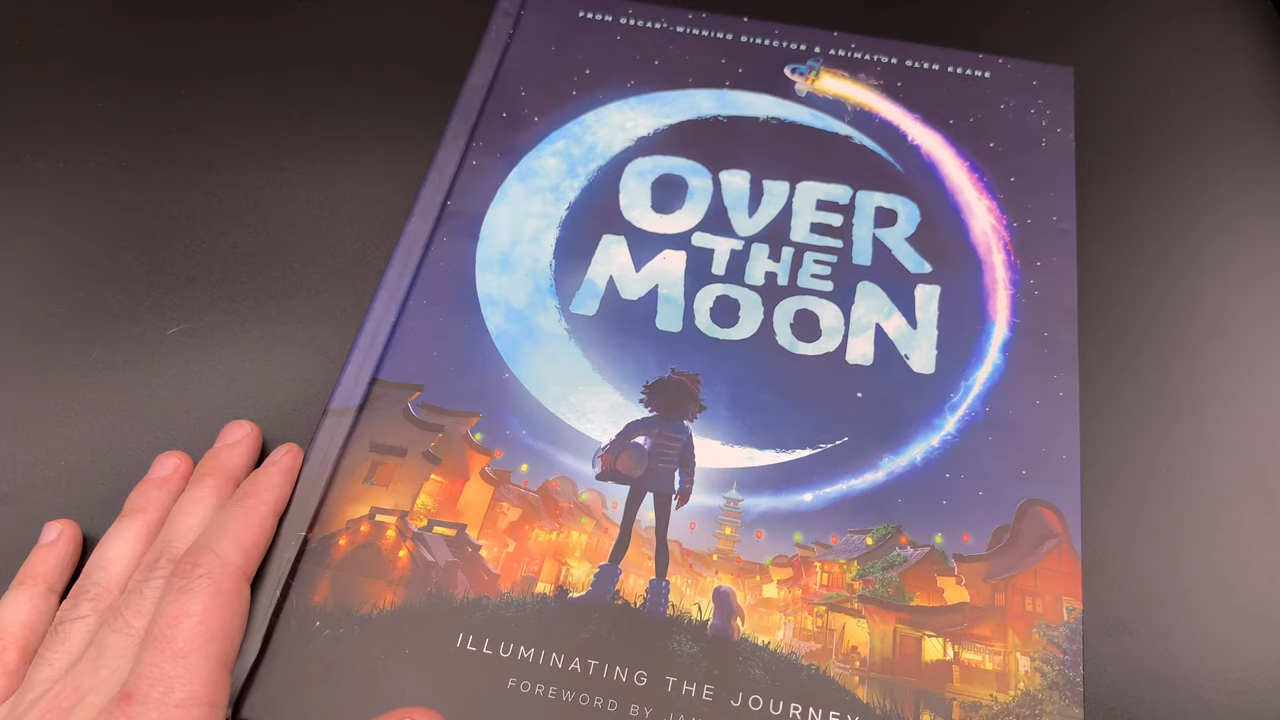 FROM OSCAR®-WINNING DIRECTOR & ANIMATOR GLEN KEANE
OVER
THE
MOON
ILLUMINATING THE JOURNEY
FOREWORD BY